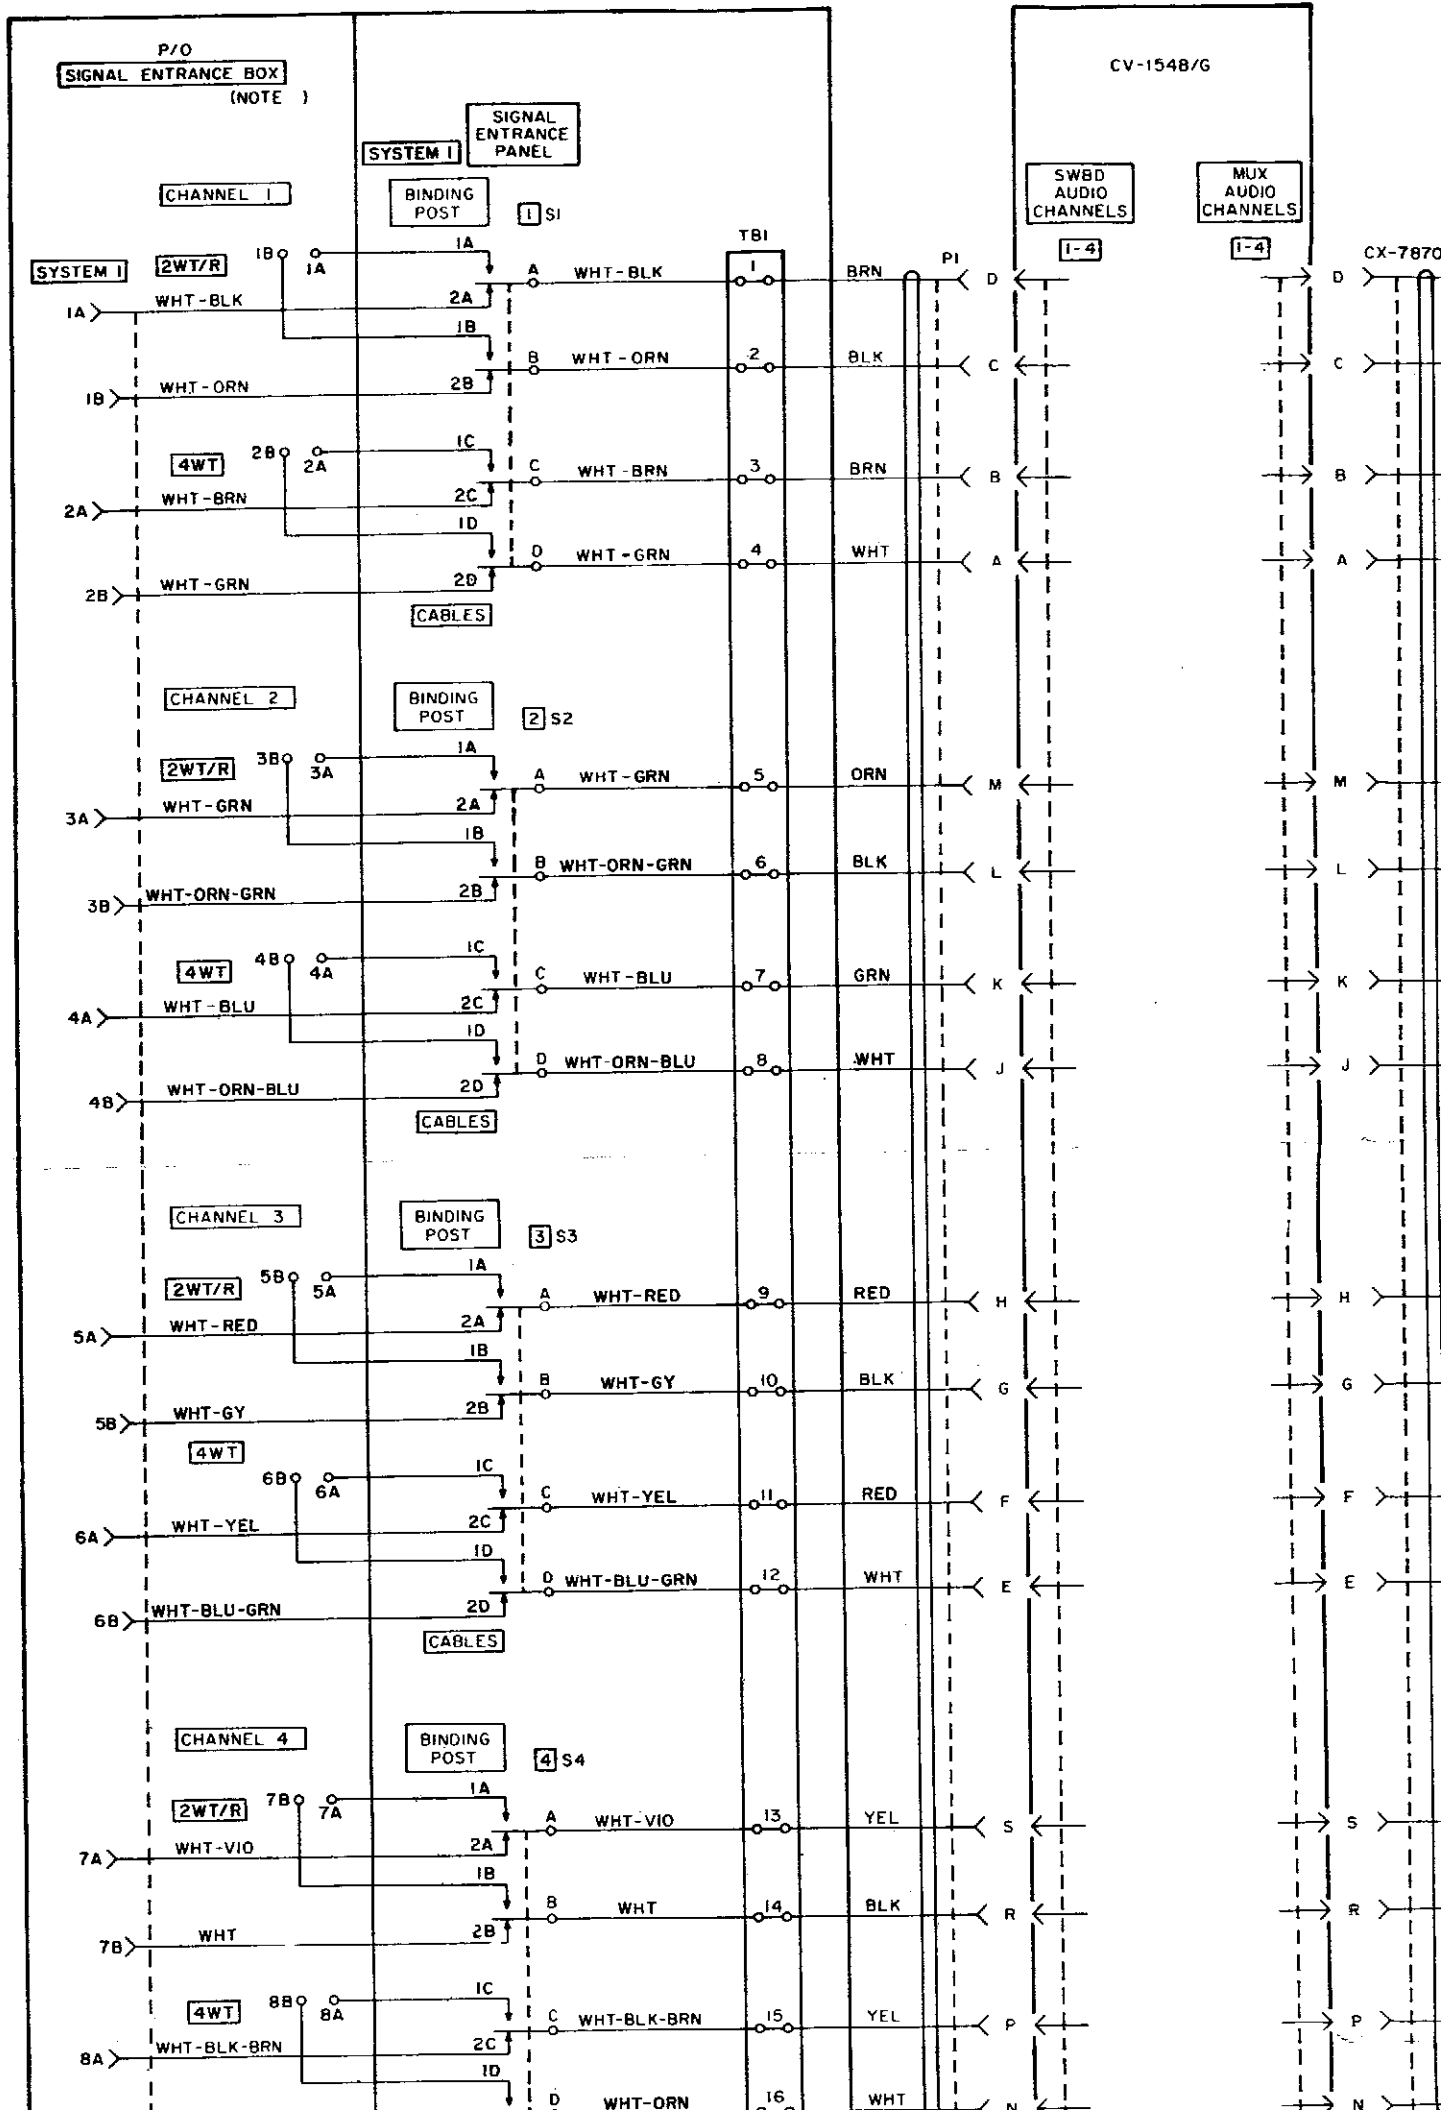 P/O
SIGNAL ENTRANCE BOX
(NOTE )
SIGNAL
ENTRANCE
PANEL
SYSTEM 1
CV-1548/G
SWBD
AUDIO
CHANNELS
MUX
AUDIO
CHANNELS
1-4
1-4
CX-7870
CHANNEL 1
BINDING
POST
1 S1
TB1
P1
SYSTEM 1
2WT/R
1B 1A 1A
A WHT-BLK 1 BRN D D
1A WHT-BLK 2A
1B
B WHT-ORN 2 BLK C C
1B WHT-ORN 2B
4WT
2B 2A 1C
C WHT-BRN 3 BRN B B
2A WHT-BRN 2C
1D
D WHT-GRN 4 WHT A A
2B WHT-GRN 2D
CABLES
CHANNEL 2
BINDING
POST
2 S2
2WT/R
3B 3A 1A
A WHT-GRN 5 ORN M M
3A WHT-GRN 2A
1B
B WHT-ORN-GRN 6 BLK L L
3B WHT-ORN-GRN 2B
4WT
4B 4A 1C
C WHT-BLU 7 GRN K K
4A WHT-BLU 2C
1D
D WHT-ORN-BLU 8 WHT J J
4B WHT-ORN-BLU 2D
CABLES
CHANNEL 3
BINDING
POST
3 S3
2WT/R
5B 5A 1A
A WHT-RED 9 RED H H
5A WHT-RED 2A
1B
B WHT-GY 10 BLK G G
5B WHT-GY 2B
4WT
6B 6A 1C
C WHT-YEL 11 RED F F
6A WHT-YEL 2C
1D
D WHT-BLU-GRN 12 WHT E E
6B WHT-BLU-GRN 2D
CABLES
CHANNEL 4
BINDING
POST
4 S4
2WT/R
7B 7A 1A
A WHT-VIO 13 YEL S S
7A WHT-VIO 2A
1B
B WHT 14 BLK R R
7B WHT 2B
4WT
8B 8A 1C
C WHT-BLK-BRN 15 YEL P P
8A WHT-BLK-BRN 2C
1D
D WHT-ORN 16 WHT N N